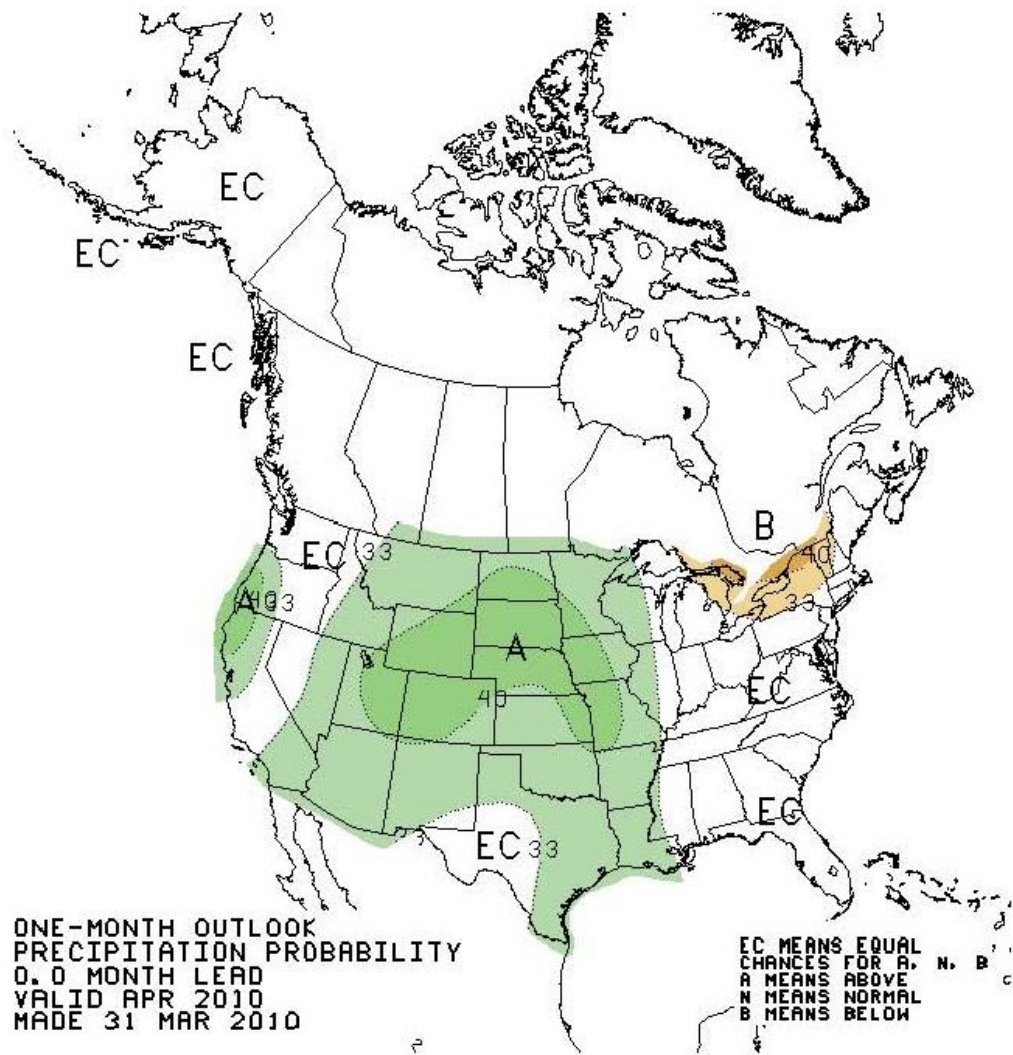 EC
EC
EC
B
EC 33
40
A 40 33
33
A
40
EC
EC
EC 33
ONE-MONTH OUTLOOK
PRECIPITATION PROBABILITY
0.0 MONTH LEAD
VALID APR 2010
MADE 31 MAR 2010
EC MEANS EQUAL
CHANCES FOR A, N, B
A MEANS ABOVE
N MEANS NORMAL
B MEANS BELOW